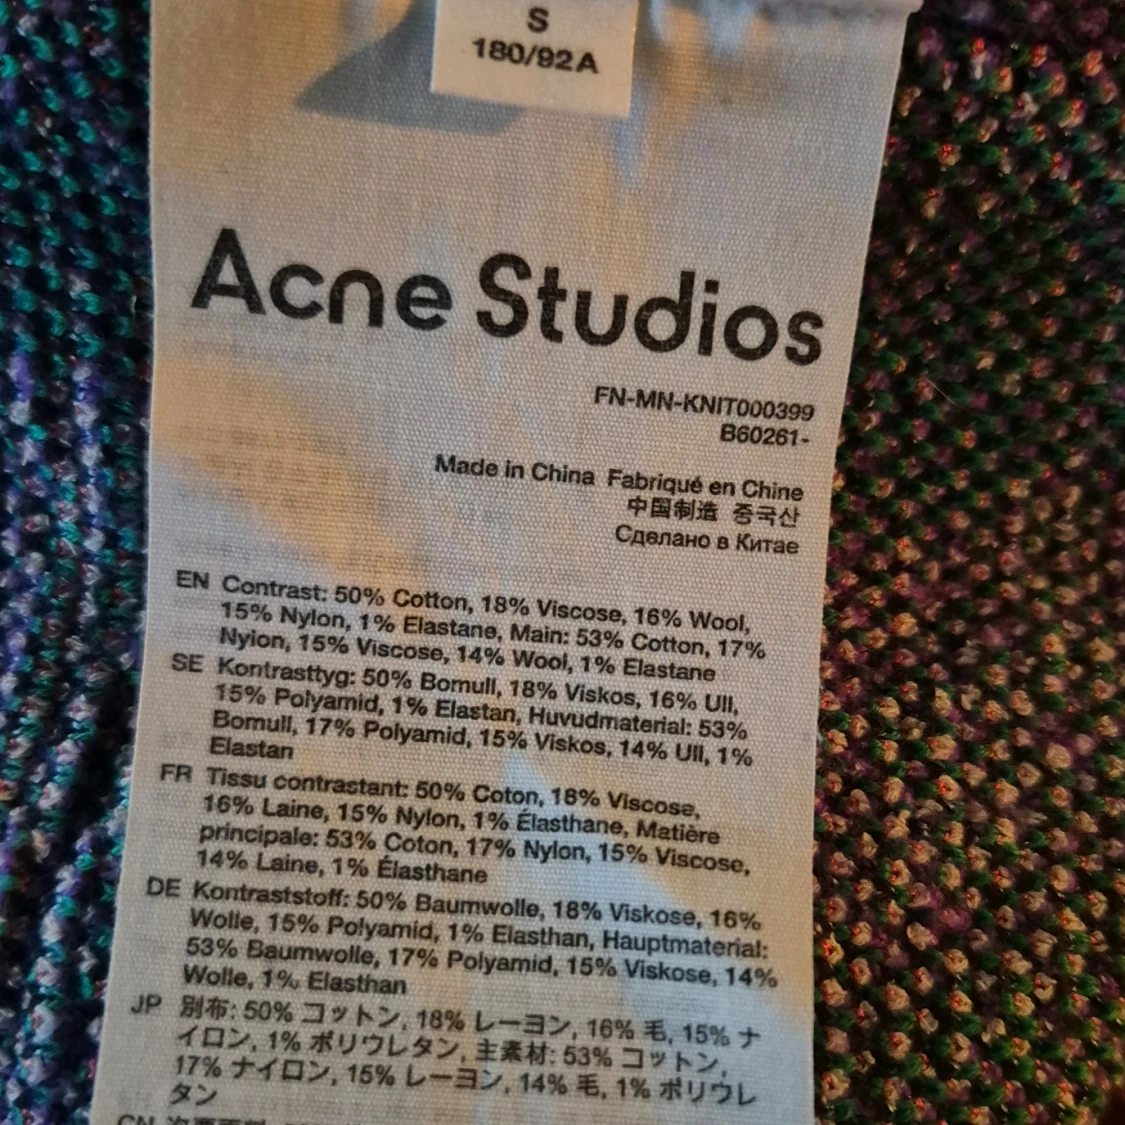 S
180/92A
Acne Studios
FN-MN-KNIT000399
B60261-
Made in China Fabriqué en Chine
中国制造 중국산
Сделано в Китае
EN Contrast: 50% Cotton, 18% Viscose, 16% Wool,
15% Nylon, 1% Elastane, Main: 53% Cotton, 17%
Nylon, 15% Viscose, 14% Wool, 1% Elastane
SE Kontrasttyg: 50% Bomull, 18% Viskos, 16% Ull,
15% Polyamid, 1% Elastan, Huvudmaterial: 53%
Bomull, 17% Polyamid, 15% Viskos, 14% Ull, 1%
Elastan
FR Tissu contrastant: 50% Coton, 18% Viscose,
16% Laine, 15% Nylon, 1% Élasthane, Matière
principale: 53% Coton, 17% Nylon, 15% Viscose,
14% Laine, 1% Élasthane
DE Kontraststoff: 50% Baumwolle, 18% Viskose, 16%
Wolle, 15% Polyamid, 1% Elasthan, Hauptmaterial:
53% Baumwolle, 17% Polyamid, 15% Viskose, 14%
Wolle, 1% Elasthan
JP 別布: 50% コットン, 18% レーヨン, 16% 毛, 15% ナ
イロン, 1% ポリウレタン, 主素材: 53% コットン,
17% ナイロン, 15% レーヨン, 14% 毛, 1% ポリウレ
タン
CN